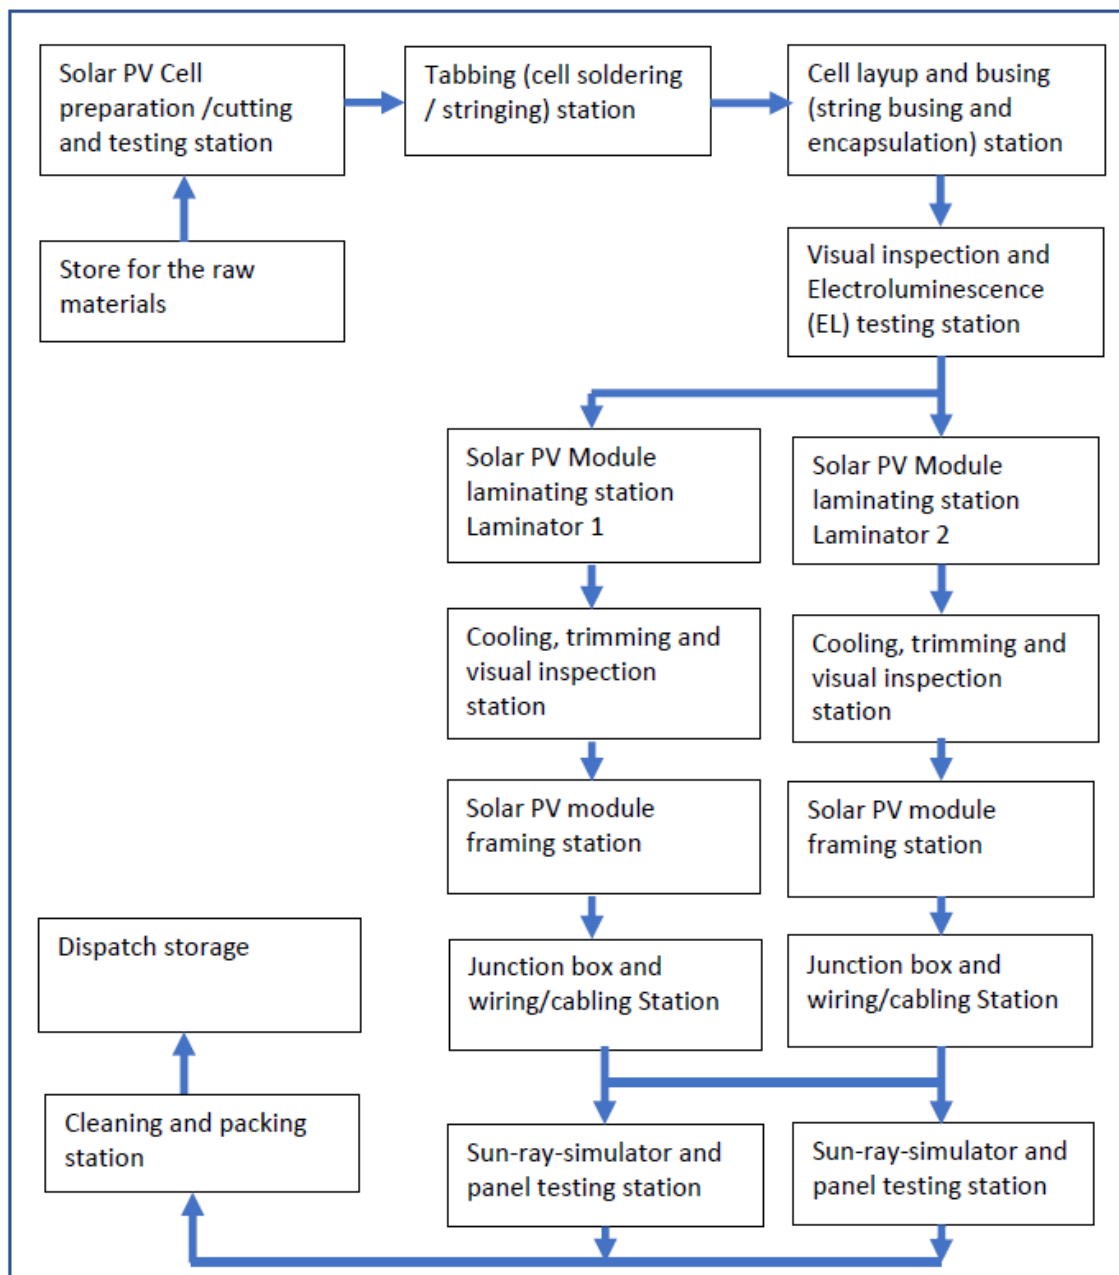 Solar PV Cell
preparation /cutting
and testing station
Tabbing (cell soldering
/ stringing) station
Cell layup and busing
(string busing and
encapsulation) station
Store for the raw
materials
Visual inspection and
Electroluminescence
(EL) testing station
Solar PV Module
laminating station
Laminator 1
Solar PV Module
laminating station
Laminator 2
Cooling, trimming and
visual inspection
station
Cooling, trimming and
visual inspection
station
Solar PV module
framing station
Solar PV module
framing station
Dispatch storage
Junction box and
wiring/cabling Station
Junction box and
wiring/cabling Station
Cleaning and packing
station
Sun-ray-simulator and
panel testing station
Sun-ray-simulator and
panel testing station